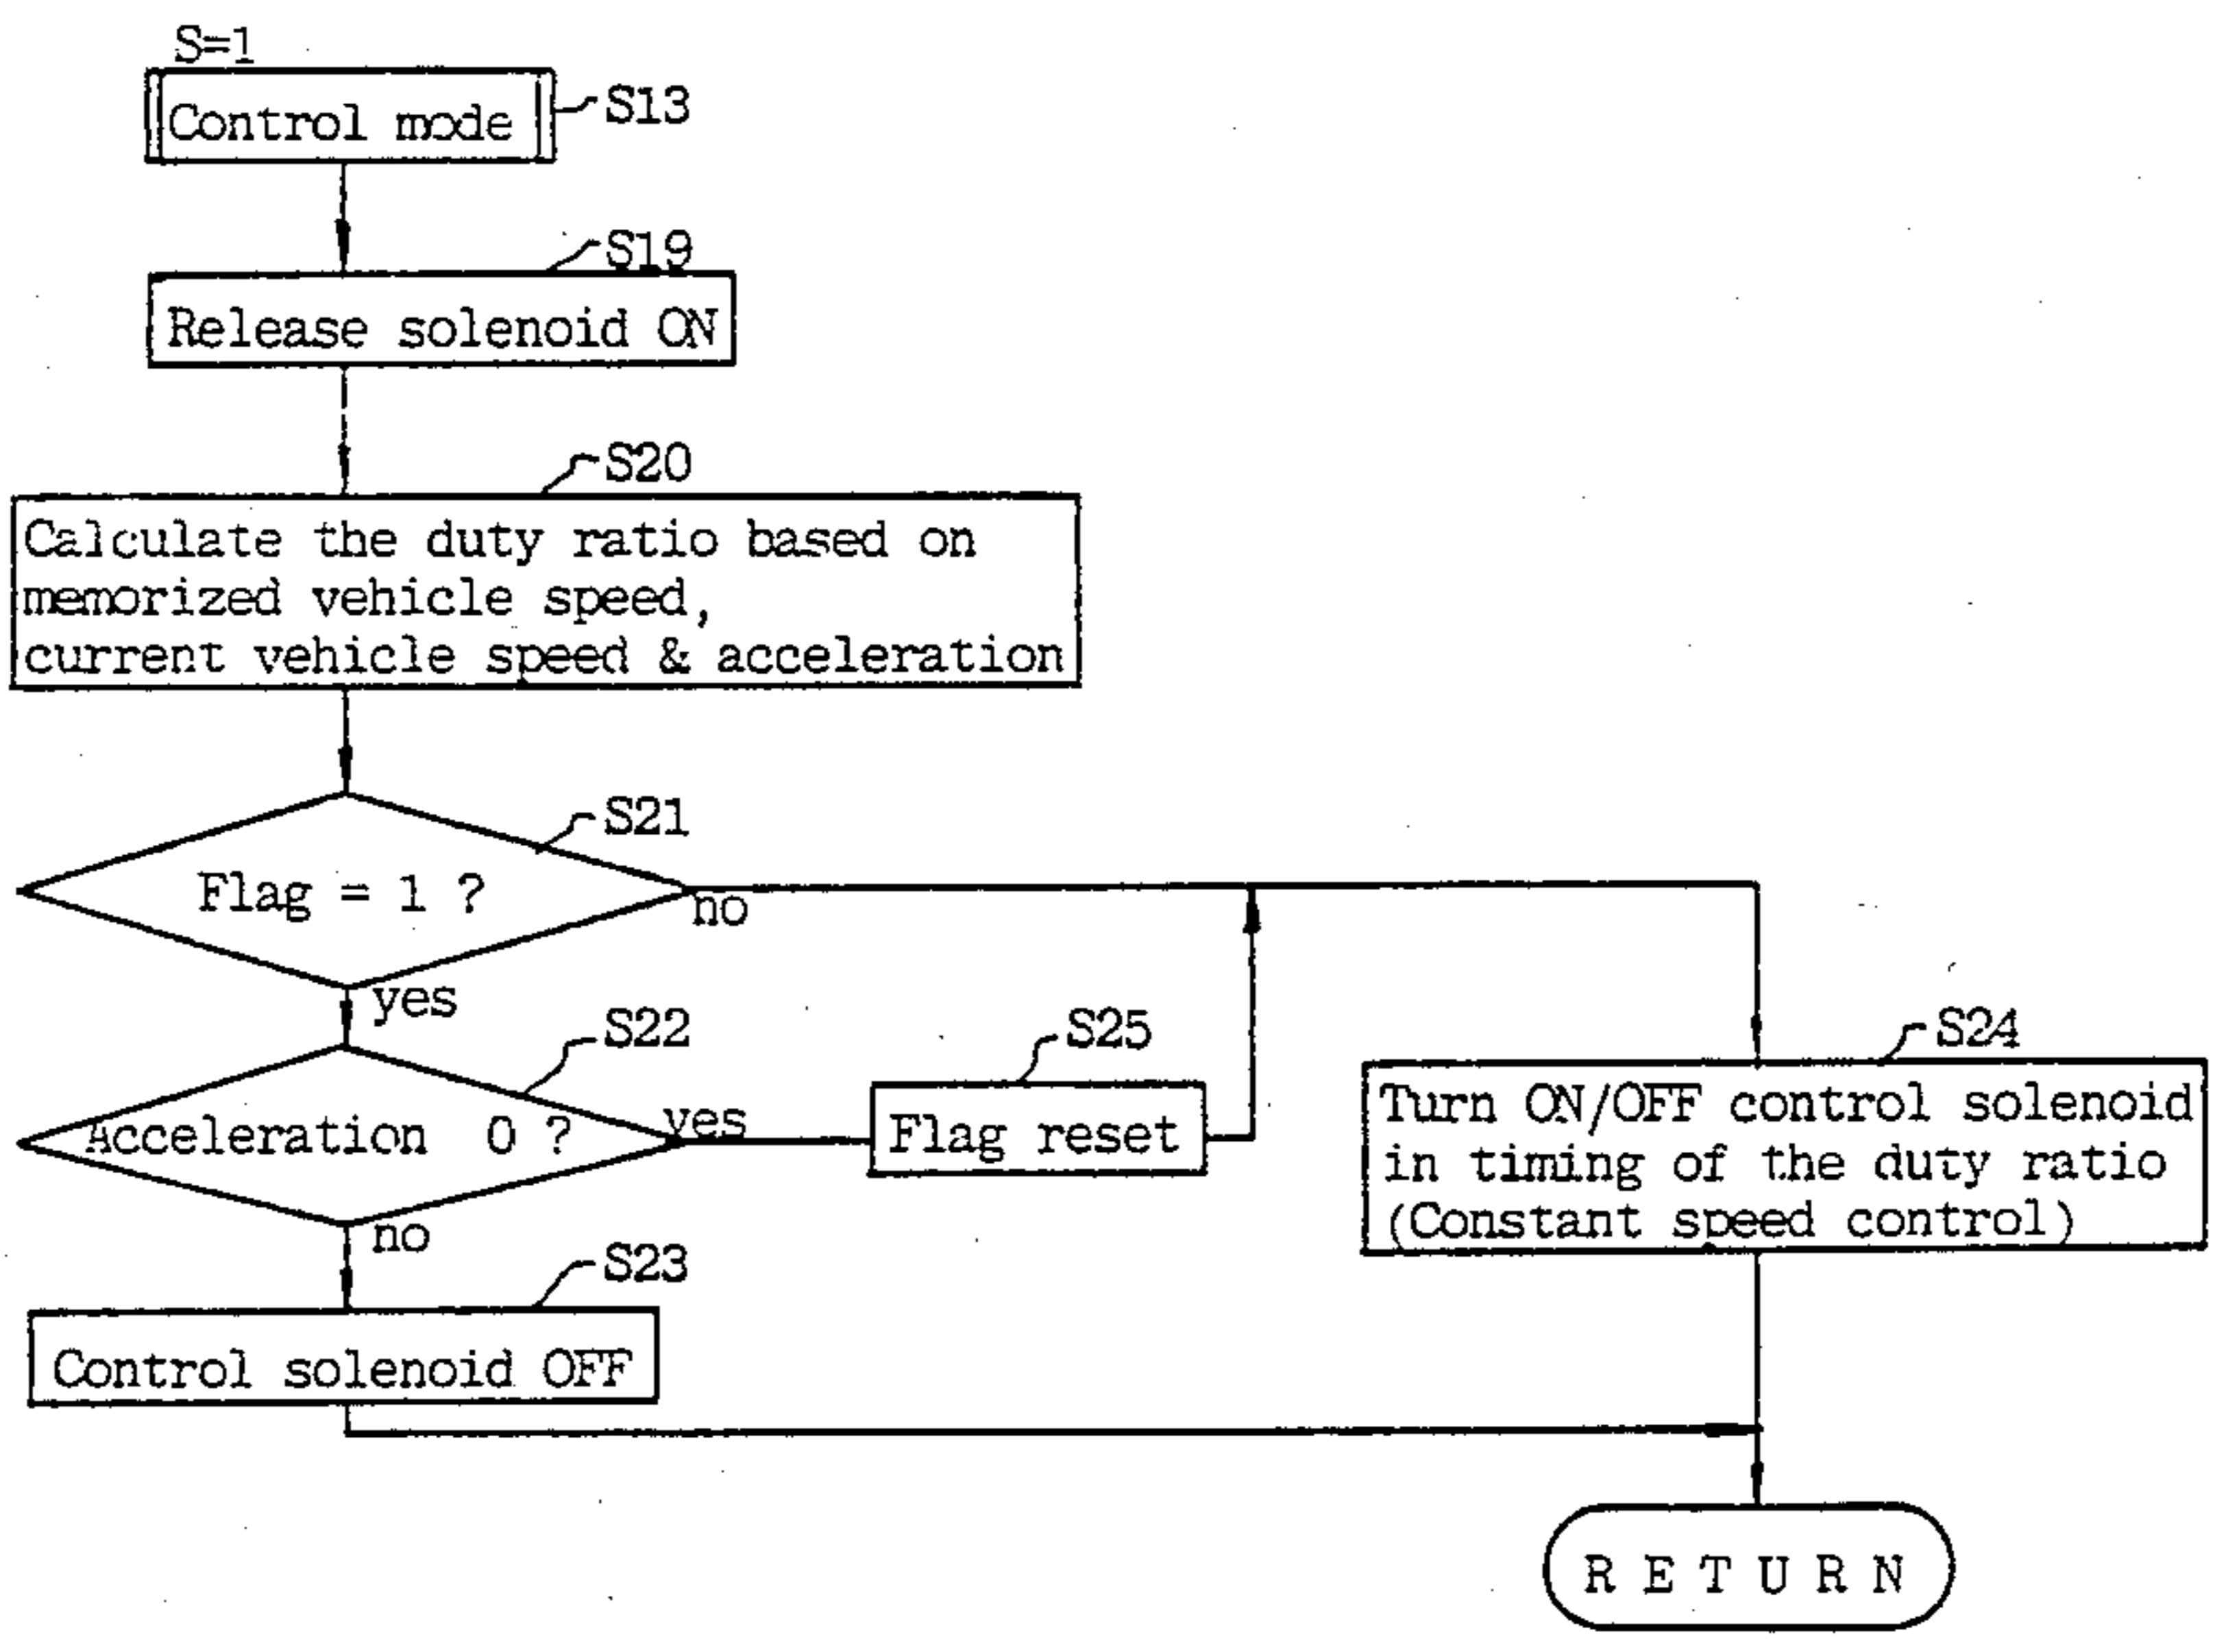 S=1
Control mode
S13
S19
Release solenoid ON
S20
Calculate the duty ratio based on
memorized vehicle speed,
current vehicle speed & acceleration
S21
Flag = 1 ?
no
yes
S22
Acceleration 0 ?
yes
no
S25
Flag reset
S24
Turn ON/OFF control solenoid
in timing of the duty ratio
(Constant speed control)
S23
Control solenoid OFF
RETURN